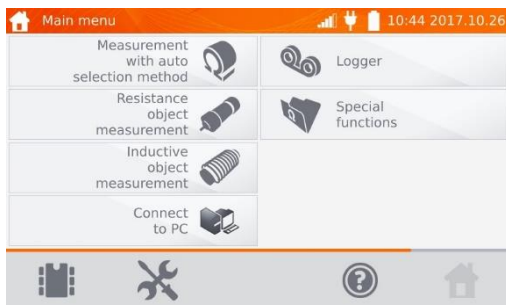 Main menu
10:44 2017.10.26
Measurement
with auto
selection method
Logger
Resistance
object
measurement
Special
functions
Inductive
object
measurement
Connect
to PC
?